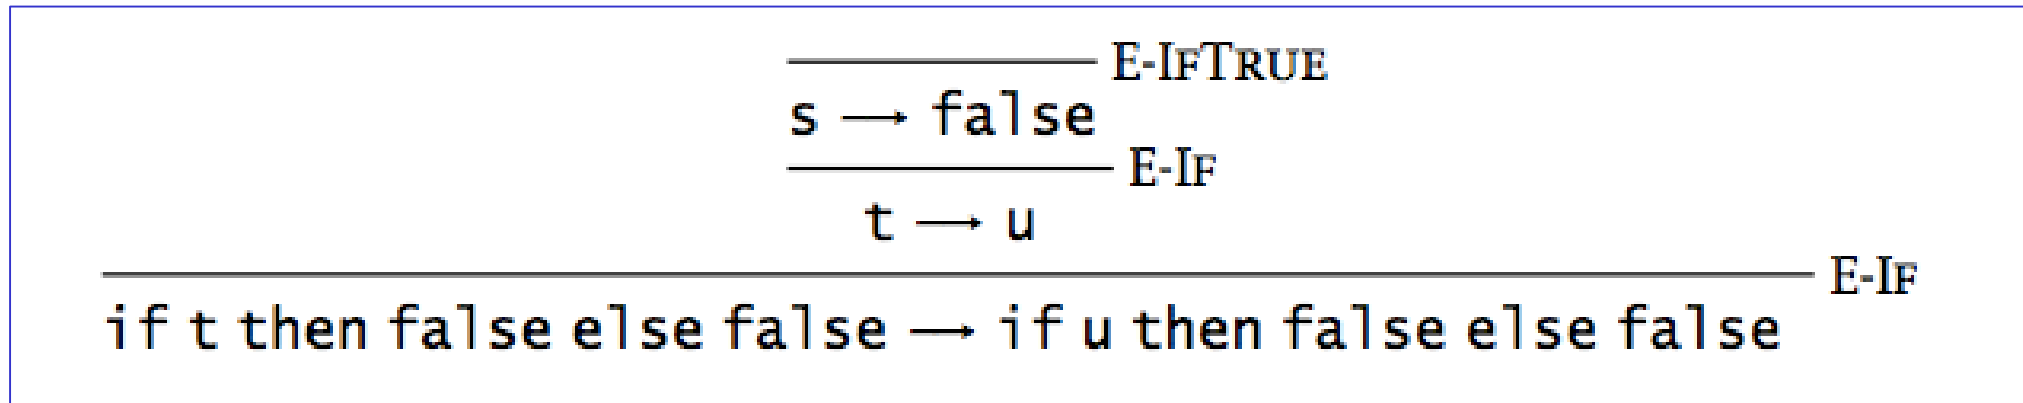 E-IFTRUE
s → false
E-IF
t → u
E-IF
if t then false else false → if u then false else false